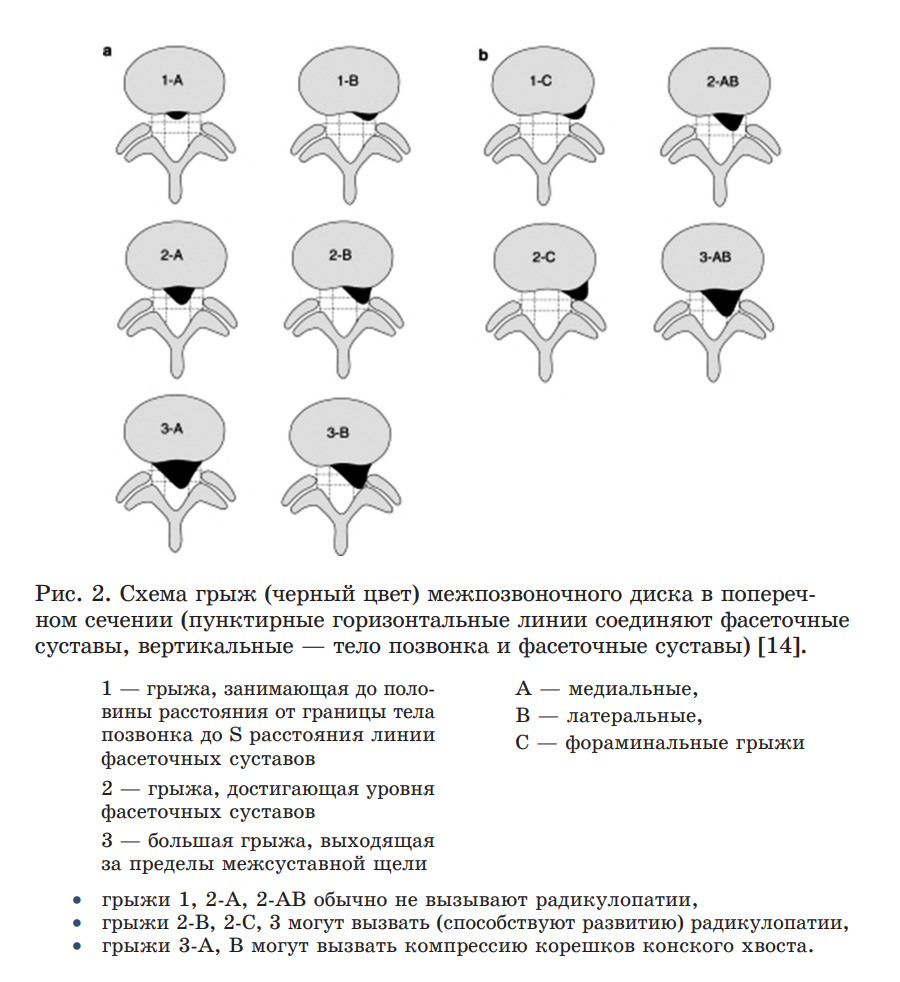 a
b
1-A
1-B
1-C
2-AB
2-A
2-B
2-C
3-AB
3-A
3-B
Рис. 2. Схема грыж (черный цвет) межпозвоночного диска в попереч-
ном сечении (пунктирные горизонтальные линии соединяют фасеточные
суставы, вертикальные — тело позвонка и фасеточные суставы) [14].
1 — грыжа, занимающая до поло-
вины расстояния от границы тела
позвонка до S расстояния линии
фасеточных суставов
2 — грыжа, достигающая уровня
фасеточных суставов
3 — большая грыжа, выходящая
за пределы межсуставной щели
А — медиальные,
В — латеральные,
С — фораминальные грыжи
• грыжи 1, 2-А, 2-АВ обычно не вызывают радикулопатии,
• грыжи 2-В, 2-С, 3 могут вызвать (способствуют развитию) радикулопатии,
• грыжи 3-А, В могут вызвать компрессию корешков конского хвоста.